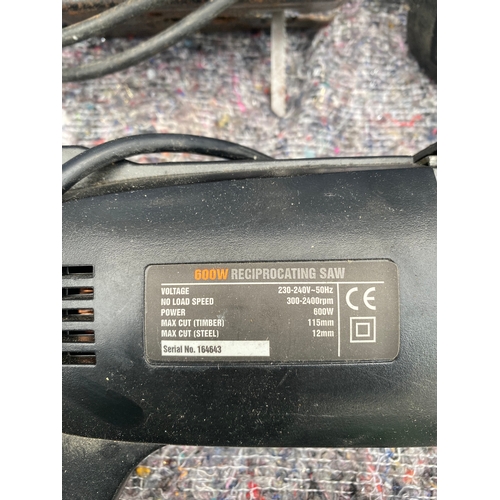 600W RECIPROCATING SAW
VOLTAGE 230-240V~50Hz
NO LOAD SPEED 300-2400rpm
POWER 600W
MAX CUT (TIMBER) 115mm
MAX CUT (STEEL) 12mm
Serial No. 164643
CE